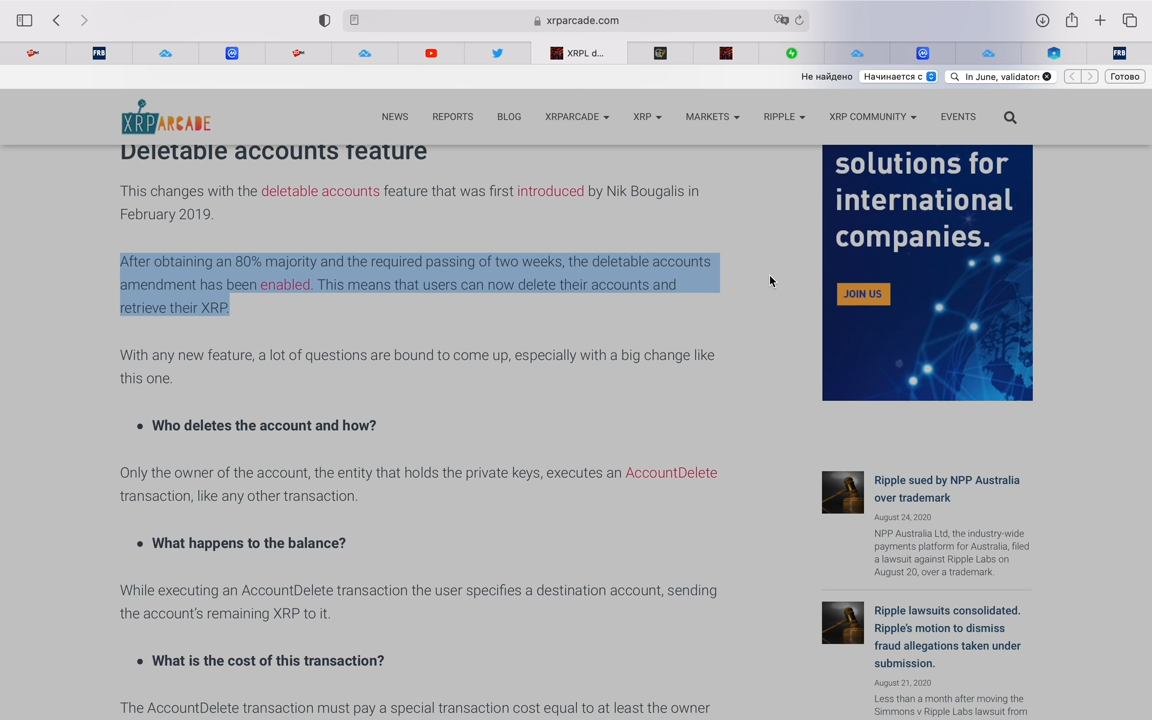 xrparcade.com
XRPL d...
Не найдено
Начинается с
In June, validator
Готово
XRPARCADE
NEWS
REPORTS
BLOG
XRPARCADE
XRP
MARKETS
RIPPLE
XRP COMMUNITY
EVENTS
Deletable accounts feature
This changes with the deletable accounts feature that was first introduced by Nik Bougalis in
February 2019.
After obtaining an 80% majority and the required passing of two weeks, the deletable accounts
amendment has been enabled. This means that users can now delete their accounts and
retrieve their XRP.
With any new feature, a lot of questions are bound to come up, especially with a big change like
this one.
• Who deletes the account and how?
Only the owner of the account, the entity that holds the private keys, executes an AccountDelete
transaction, like any other transaction.
• What happens to the balance?
While executing an AccountDelete transaction the user specifies a destination account, sending
the account's remaining XRP to it.
• What is the cost of this transaction?
The AccountDelete transaction must pay a special transaction cost equal to at least the owner
solutions for
international
companies.
JOIN US
Ripple sued by NPP Australia
over trademark
August 24, 2020
NPP Australia Ltd, the industry-wide
payments platform for Australia, filed
a lawsuit against Ripple Labs on
August 20, over a trademark.
Ripple lawsuits consolidated.
Ripple's motion to dismiss
fraud allegations taken under
submission.
August 21, 2020
Less than a month after moving the
Simmons v Ripple Labs lawsuit from
FRB
FRB